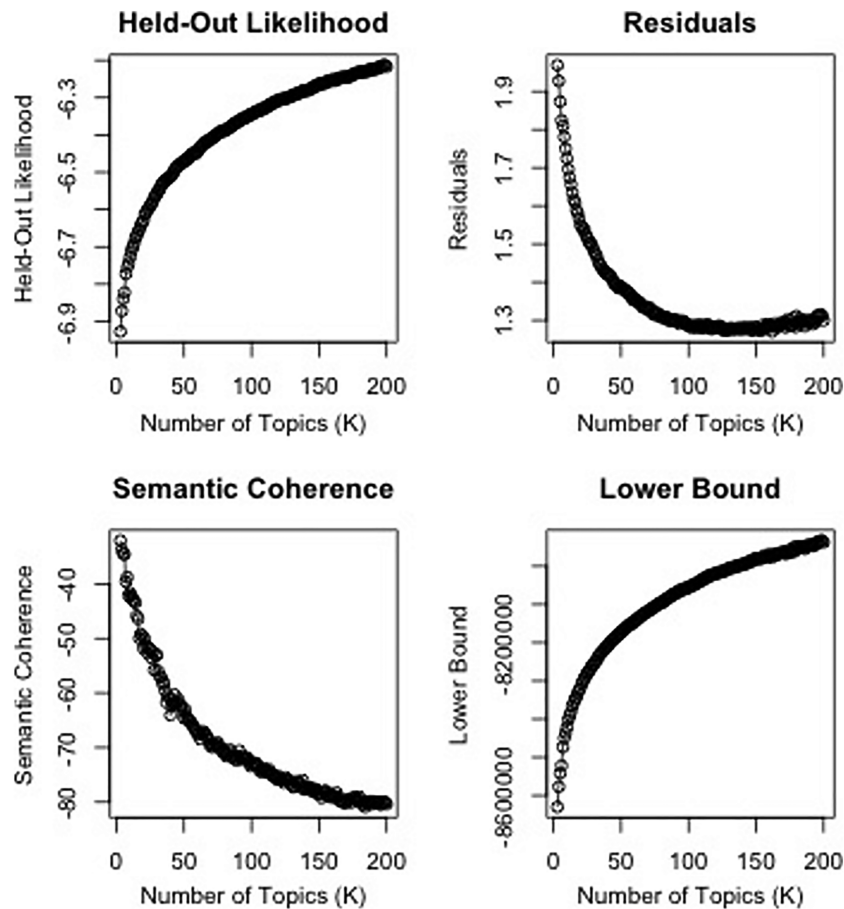 Held-Out Likelihood
Held-Out Likelihood
-6.3
-6.5
-6.7
-6.9
0 50 100 150 200
Number of Topics (K)
Residuals
Residuals
1.9
1.7
1.5
1.3
0 50 100 150 200
Number of Topics (K)
Semantic Coherence
Semantic Coherence
-40
-50
-60
-70
-80
0 50 100 150 200
Number of Topics (K)
Lower Bound
Lower Bound
-8200000
-8600000
0 50 100 150 200
Number of Topics (K)